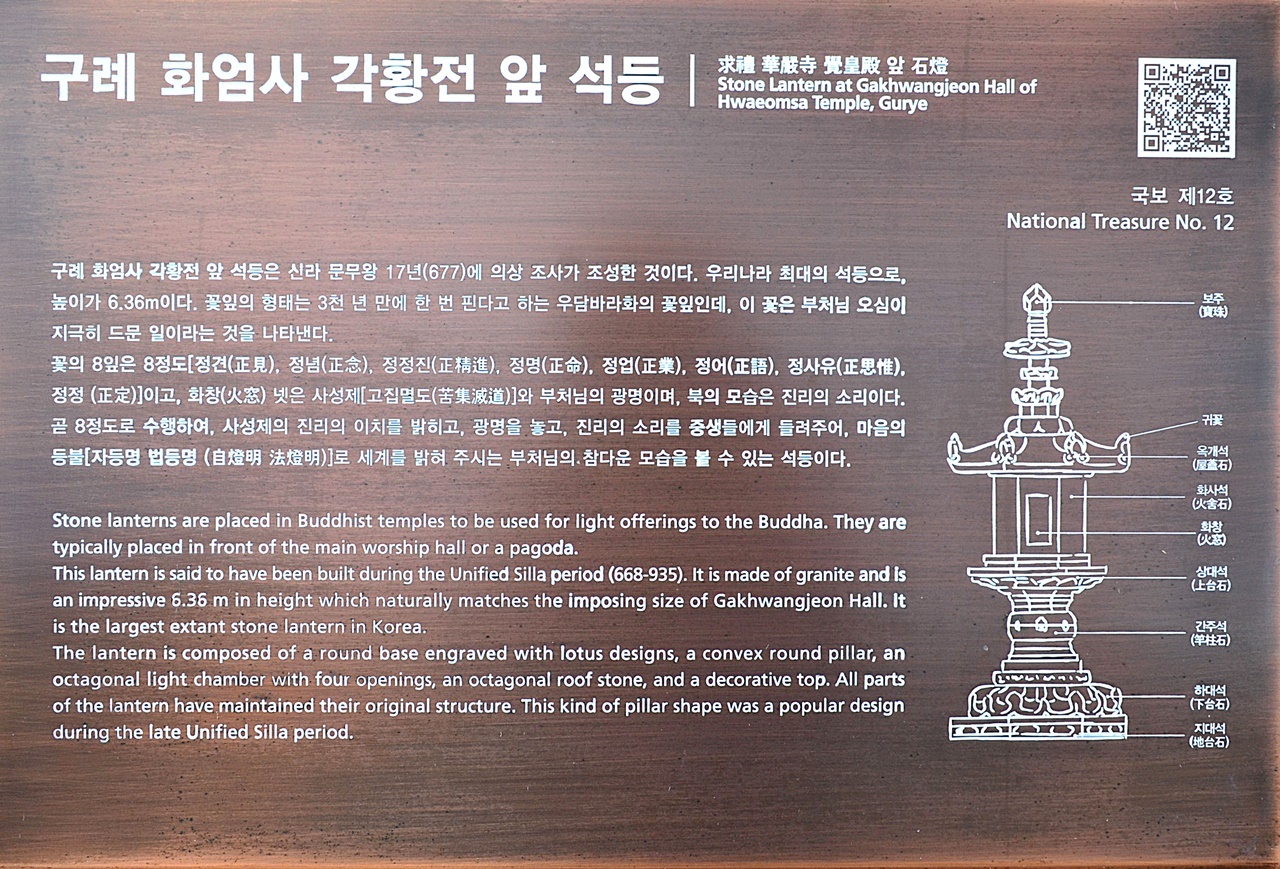 구례 화엄사 각황전 앞 석등
求禮 華嚴寺 覺皇殿 앞 石燈
Stone Lantern at Gakhwangjeon Hall of
Hwaeomsa Temple, Gurye
국보 제12호
National Treasure No. 12
구례 화엄사 각황전 앞 석등은 신라 문무왕 17년(677)에 의상 조사가 조성한 것이다. 우리나라 최대의 석등으로,
높이가 6.36m이다. 꽃잎의 형태는 3천 년 만에 한 번 핀다고 하는 우담바라화의 꽃잎인데, 이 꽃은 부처님 오심이
지극히 드문 일이라는 것을 나타낸다.
꽃의 8잎은 8정도[정견(正見), 정념(正念), 정정진(正精進), 정명(正命), 정업(正業), 정어(正語), 정사유(正思惟),
정정 (正定)]이고, 화창(火窓) 넷은 사성제[고집멸도(苦集滅道)]와 부처님의 광명이며, 북의 모습은 진리의 소리이다.
곧 8정도로 수행하여, 사성제의 진리의 이치를 밝히고, 광명을 놓고, 진리의 소리를 중생들에게 들려주어, 마음의
등불[자등명 법등명 (自燈明 法燈明)]로 세계를 밝혀 주시는 부처님의 참다운 모습을 볼 수 있는 석등이다.
Stone lanterns are placed in Buddhist temples to be used for light offerings to the Buddha. They are
typically placed in front of the main worship hall or a pagoda.
This lantern is said to have been built during the Unified Silla period (668-935). It is made of granite and is
an impressive 6.36 m in height which naturally matches the imposing size of Gakhwangjeon Hall. It
is the largest extant stone lantern in Korea.
The lantern is composed of a round base engraved with lotus designs, a convex round pillar, an
octagonal light chamber with four openings, an octagonal roof stone, and a decorative top. All parts
of the lantern have maintained their original structure. This kind of pillar shape was a popular design
during the late Unified Silla period.
보주
(寶珠)
귀꽃
옥개석
(屋蓋石)
화사석
(火舍石)
화창
(火窓)
상대석
(上台石)
간주석
(竿柱石)
하대석
(下台石)
지대석
(地台石)